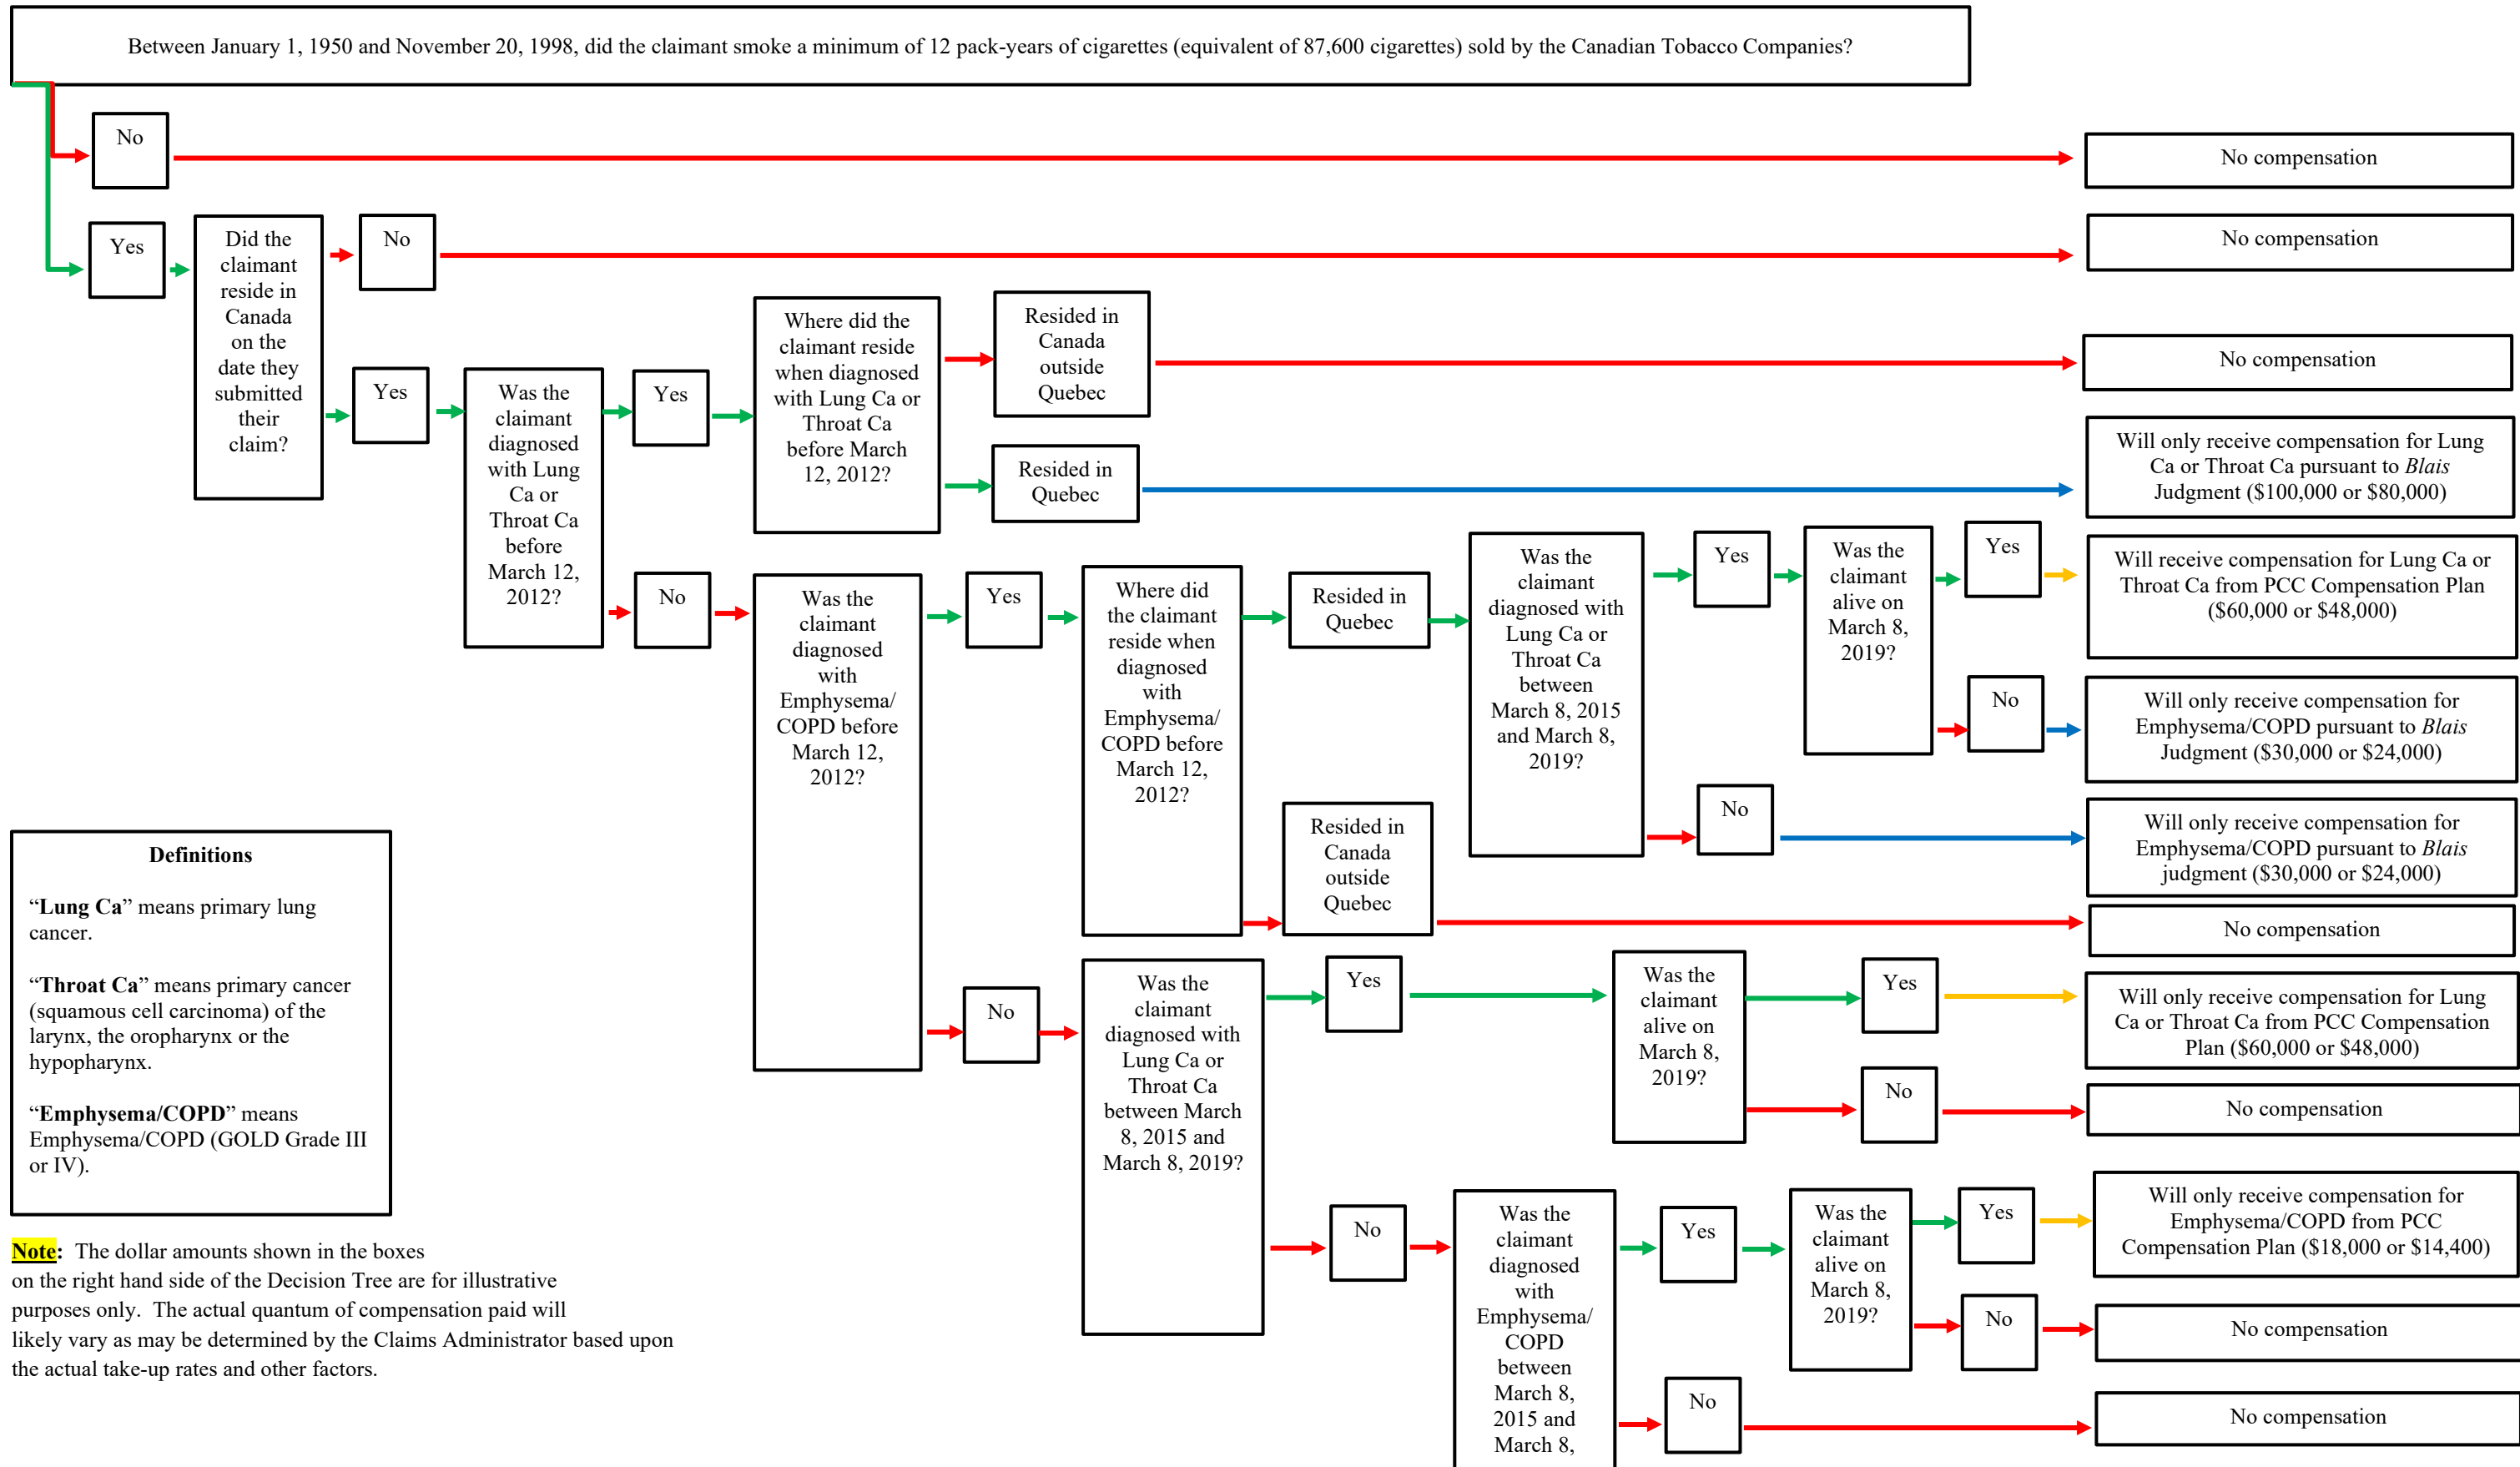 Between January 1, 1950 and November 20, 1998, did the claimant smoke a minimum of 12 pack-years of cigarettes (equivalent of 87,600 cigarettes) sold by the Canadian Tobacco Companies?
No
No compensation
Yes
Did the
claimant
reside in
Canada
on the
date they
submitted
their
claim?
No
No compensation
Yes
Was the
claimant
diagnosed
with Lung
Ca or
Throat Ca
before
March 12,
2012?
Yes
Where did the
claimant reside
when diagnosed
with Lung Ca or
Throat Ca
before March
12, 2012?
Resided in
Canada
outside
Quebec
No compensation
Resided in
Quebec
Will only receive compensation for Lung
Ca or Throat Ca pursuant to Blais
Judgment ($100,000 or $80,000)
No
Was the
claimant
diagnosed
with
Emphysema/
COPD before
March 12,
2012?
Yes
Where did
the claimant
reside when
diagnosed
with
Emphysema/
COPD before
March 12,
2012?
Resided in
Quebec
Was the
claimant
diagnosed with
Lung Ca or
Throat Ca
between
March 8, 2015
and March 8,
2019?
Yes
Was the
claimant
alive on
March 8,
2019?
Yes
Will receive compensation for Lung Ca or
Throat Ca from PCC Compensation Plan
($60,000 or $48,000)
No
Will only receive compensation for
Emphysema/COPD pursuant to Blais
Judgment ($30,000 or $24,000)
No
Will only receive compensation for
Emphysema/COPD pursuant to Blais
judgment ($30,000 or $24,000)
Resided in
Canada
outside
Quebec
No compensation
No
Was the
claimant
diagnosed with
Lung Ca or
Throat Ca
between March
8, 2015 and
March 8, 2019?
Yes
Was the
claimant
alive on
March 8,
2019?
Yes
Will only receive compensation for Lung
Ca or Throat Ca from PCC Compensation
Plan ($60,000 or $48,000)
No
No compensation
No
Was the
claimant
diagnosed
with
Emphysema/
COPD
between
March 8,
2015 and
March 8,
Yes
Was the
claimant
alive on
March 8,
2019?
Yes
Will only receive compensation for
Emphysema/COPD from PCC
Compensation Plan ($18,000 or $14,400)
No
No compensation
No
No compensation
Definitions
“Lung Ca” means primary lung
cancer.
“Throat Ca” means primary cancer
(squamous cell carcinoma) of the
larynx, the oropharynx or the
hypopharynx.
“Emphysema/COPD” means
Emphysema/COPD (GOLD Grade III
or IV).
Note: The dollar amounts shown in the boxes
on the right hand side of the Decision Tree are for illustrative
purposes only. The actual quantum of compensation paid will
likely vary as may be determined by the Claims Administrator based upon
the actual take-up rates and other factors.